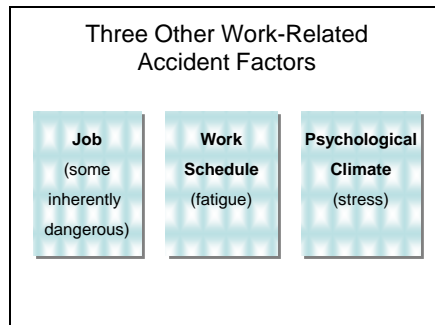 Three Other Work-Related
Accident Factors
Job
(some
inherently
dangerous)
Work
Schedule
(fatigue)
Psychological
Climate
(stress)